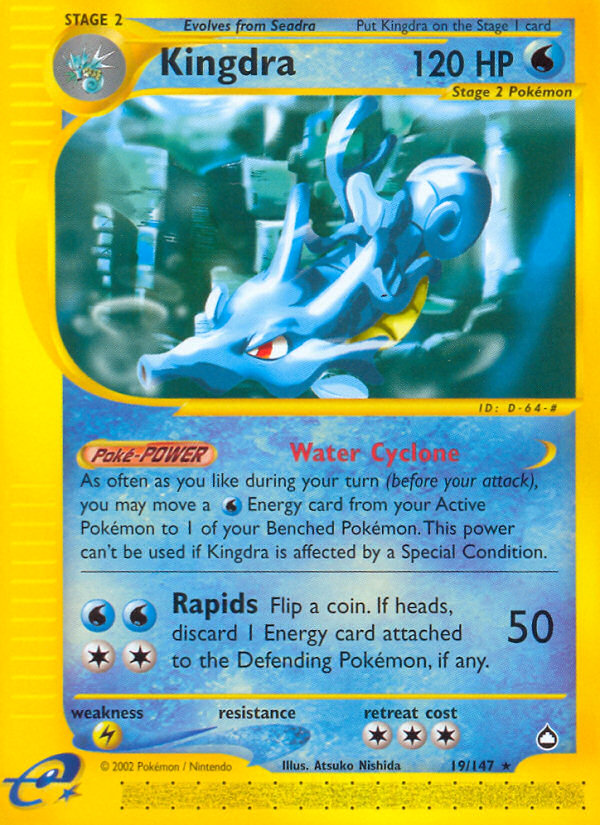 STAGE 2
Evolves from Seadra
Put Kingdra on the Stage 1 card
Kingdra
120 HP
Stage 2 Pokémon
ID: D-64-#
Poké-POWER
Water Cyclone
As often as you like during your turn (before your attack),
you may move a Energy card from your Active
Pokémon to 1 of your Benched Pokémon. This power
can't be used if Kingdra is affected by a Special Condition.
Rapids Flip a coin. If heads,
discard 1 Energy card attached
to the Defending Pokémon, if any.
50
weakness
resistance
retreat cost
© 2002 Pokémon / Nintendo
Illus. Atsuko Nishida
19/147 ★
e